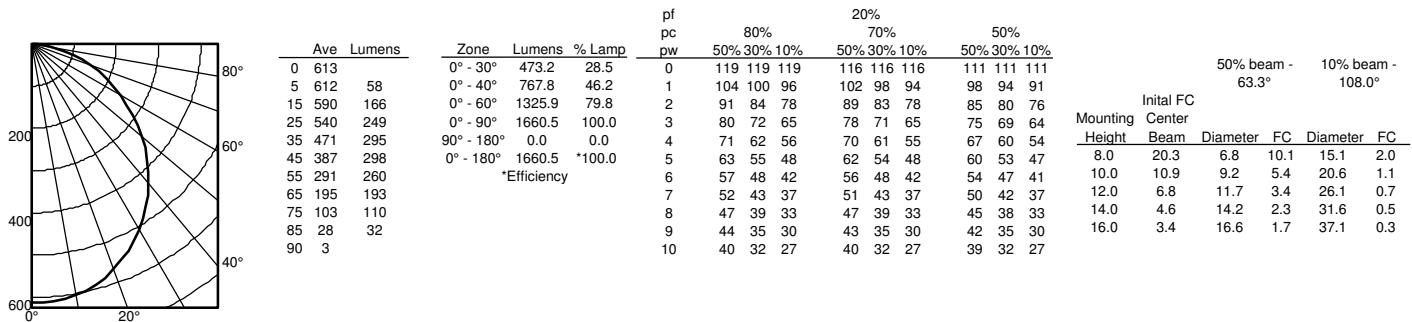 80°
60°
40°
200
400
600
0°
20°
Ave Lumens
0 613
5 612 58
15 590 166
25 540 249
35 471 295
45 387 298
55 291 260
65 195 193
75 103 110
85 28 32
90 3
Zone Lumens % Lamp
0° - 30° 473.2 28.5
0° - 40° 767.8 46.2
0° - 60° 1325.9 79.8
0° - 90° 1660.5 100.0
90° - 180° 0.0 0.0
0° - 180° 1660.5 *100.0
*Efficiency
pf 20%
pc 80% 70% 50%
pw 50% 30% 10% 50% 30% 10% 50% 30% 10%
0 119 119 119 116 116 116 111 111 111
1 104 100 96 102 98 94 98 94 91
2 91 84 78 89 83 78 85 80 76
3 80 72 65 78 71 65 75 69 64
4 71 62 56 70 61 55 67 60 54
5 63 55 48 62 54 48 60 53 47
6 57 48 42 56 48 42 54 47 41
7 52 43 37 51 43 37 50 42 37
8 47 39 33 47 39 33 45 38 33
9 44 35 30 43 35 30 42 35 30
10 40 32 27 40 32 27 39 32 27
50% beam - 10% beam -
63.3° 108.0°
Inital FC
Mounting Center
Height Beam Diameter FC Diameter FC
8.0 20.3 6.8 10.1 15.1 2.0
10.0 10.9 9.2 5.4 20.6 1.1
12.0 6.8 11.7 3.4 26.1 0.7
14.0 4.6 14.2 2.3 31.6 0.5
16.0 3.4 16.6 1.7 37.1 0.3